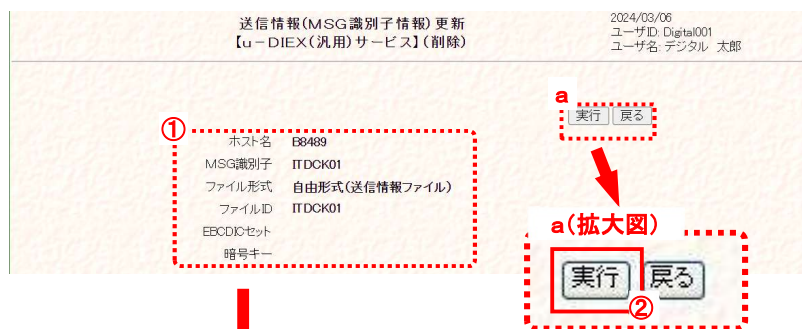 送信情報(MSG識別子情報)更新
【u-DIEX(汎用)サービス】(削除)
2024/03/06
ユーザID: Digital001
ユーザ名: デジタル 太郎
a
実行 戻る
①
ホスト名 B8489
MSG識別子 ITDCK01
ファイル形式 自由形式(送信情報ファイル)
ファイルID ITDCK01
EBCDICセット
暗号キー
a(拡大図)
実行 戻る
②